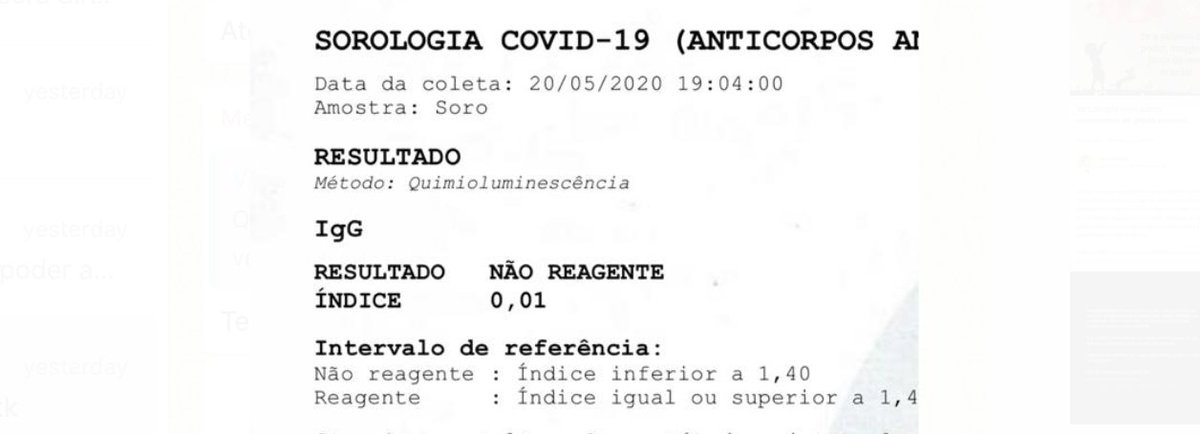 SOROLOGIA COVID-19 (ANTICORPOS
Data da coleta: 20/05/2020 19:04:00
Amostra: Soro
RESULTADO
Método: Quimioluminescência
IgG
RESULTADO NÃO REAGENTE
ÍNDICE 0,01
Intervalo de referência:
Não reagente : Índice inferior a 1,40
Reagente : Índice igual ou superior a 1,4
yesterday
yesterday
poder a...
yesterday